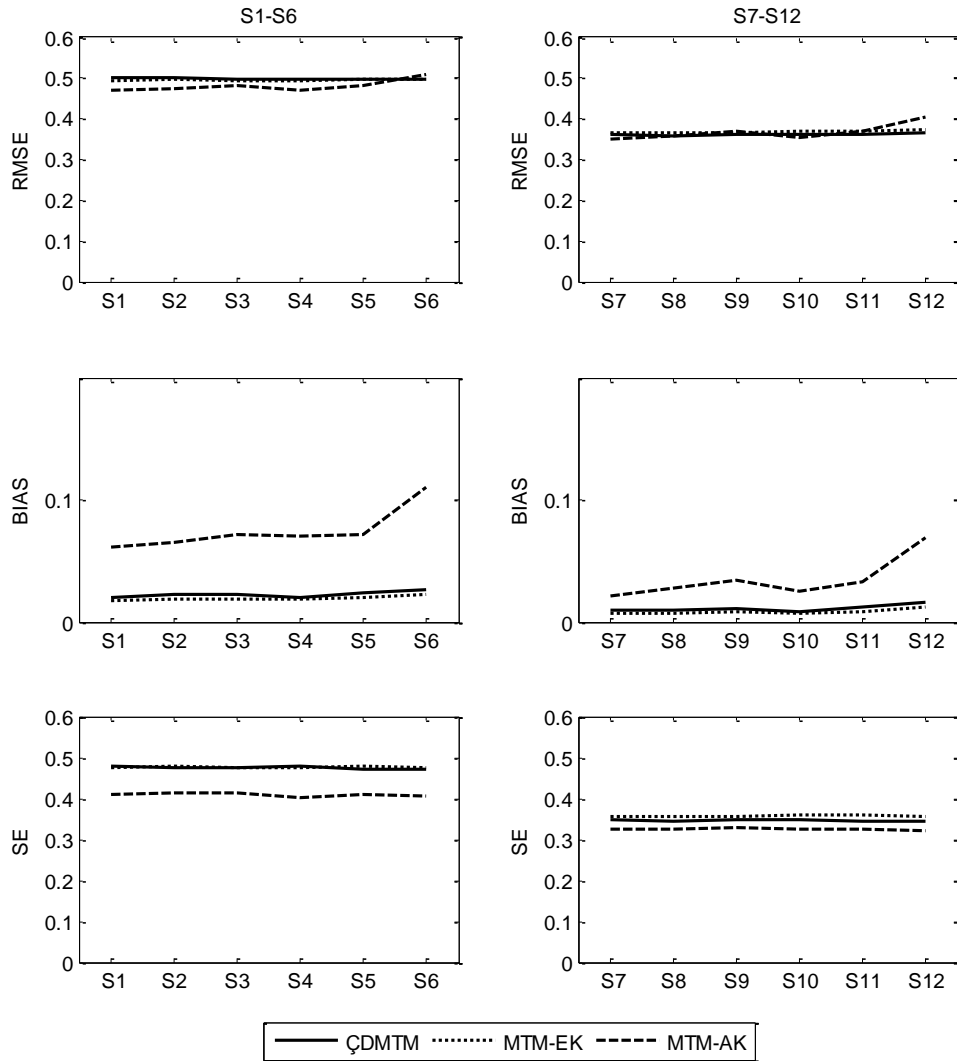 S1-S6
0.6
0.5
0.4
0.3
0.2
0.1
0
RMSE
S1 S2 S3 S4 S5 S6
S7-S12
0.6
0.5
0.4
0.3
0.2
0.1
0
RMSE
S7 S8 S9 S10 S11 S12
0.1
0
BIAS
S1 S2 S3 S4 S5 S6
0.1
0
BIAS
S7 S8 S9 S10 S11 S12
0.6
0.5
0.4
0.3
0.2
0.1
0
SE
S1 S2 S3 S4 S5 S6
0.6
0.5
0.4
0.3
0.2
0.1
0
SE
S7 S8 S9 S10 S11 S12
ÇDMTM MTM-EK MTM-AK